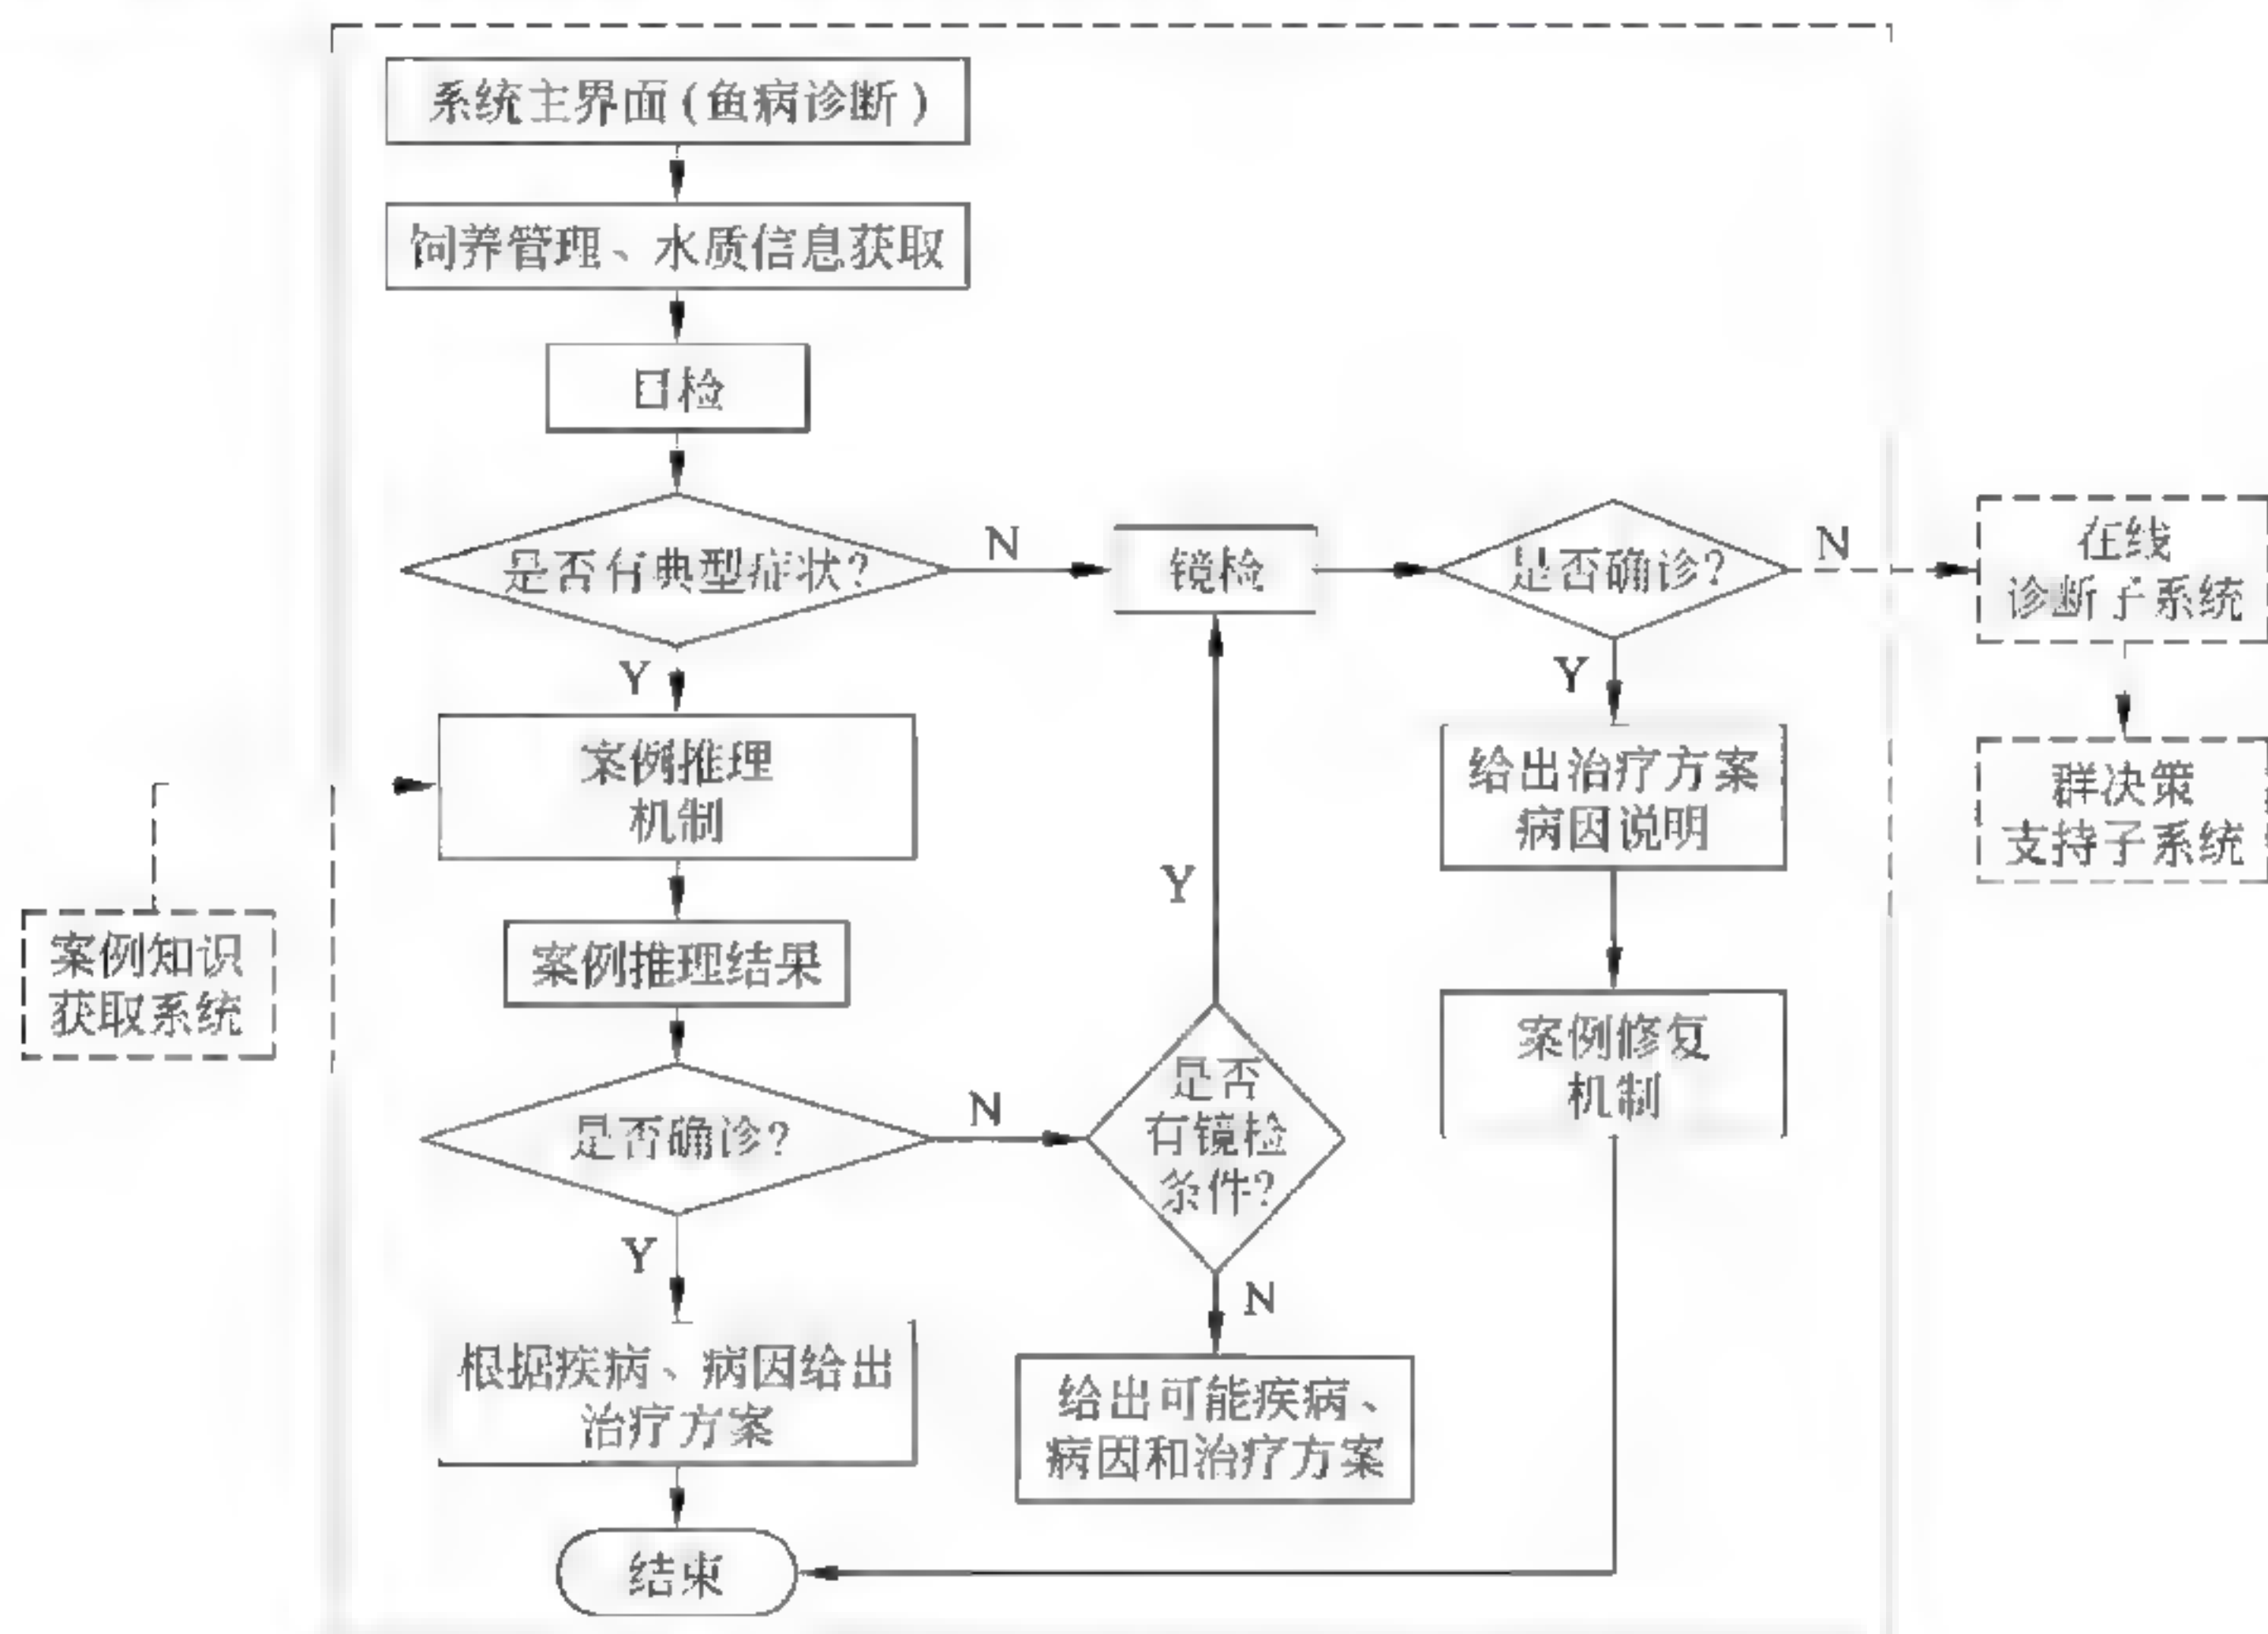 系统主界面(鱼病诊断)
饲养管理、水质信息获取
目检
是否有典型症状?
N
镜检
是否确诊?
N
在线
诊断子系统
Y
Y
案例推理
机制
给出治疗方案
病因说明
群决策
支持子系统
Y
案例知识
获取系统
案例推理结果
案例修复
机制
是否确诊?
N
是否
有镜检
条件?
Y
N
根据疾病、病因给出
治疗方案
给出可能疾病、
病因和治疗方案
结束